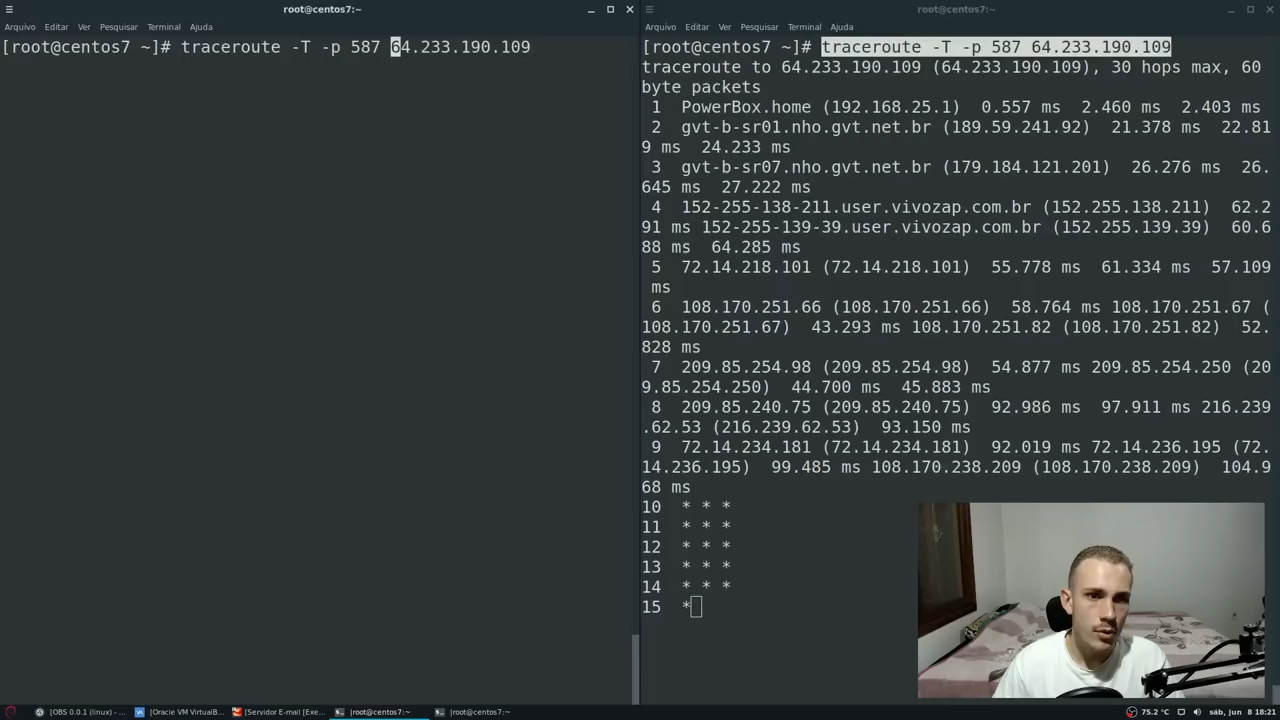 root@centos7:~
Arquivo Editar Ver Pesquisar Terminal Ajuda
[root@centos7 ~]# traceroute -T -p 587 64.233.190.109
root@centos7:~
Arquivo Editar Ver Pesquisar Terminal Ajuda
[root@centos7 ~]# traceroute -T -p 587 64.233.190.109
traceroute to 64.233.190.109 (64.233.190.109), 30 hops max, 60
byte packets
1 PowerBox.home (192.168.25.1) 0.557 ms 2.460 ms 2.403 ms
2 gvt-b-sr01.nho.gvt.net.br (189.59.241.92) 21.378 ms 22.81
9 ms 24.233 ms
3 gvt-b-sr07.nho.gvt.net.br (179.184.121.201) 26.276 ms 26.
645 ms 27.222 ms
4 152-255-138-211.user.vivozap.com.br (152.255.138.211) 62.2
91 ms 152-255-139-39.user.vivozap.com.br (152.255.139.39) 60.6
88 ms 64.285 ms
5 72.14.218.101 (72.14.218.101) 55.778 ms 61.334 ms 57.109
ms
6 108.170.251.66 (108.170.251.66) 58.764 ms 108.170.251.67 (
108.170.251.67) 43.293 ms 108.170.251.82 (108.170.251.82) 52.
828 ms
7 209.85.254.98 (209.85.254.98) 54.877 ms 209.85.254.250 (20
9.85.254.250) 44.700 ms 45.883 ms
8 209.85.240.75 (209.85.240.75) 92.986 ms 97.911 ms 216.239
.62.53 (216.239.62.53) 93.150 ms
9 72.14.234.181 (72.14.234.181) 92.019 ms 72.14.236.195 (72.
14.236.195) 99.485 ms 108.170.238.209 (108.170.238.209) 104.9
68 ms
10 * * *
11 * * *
12 * * *
13 * * *
14 * * *
15 *
[OBS 0.0.1 (linux) - ... [Oracle VM VirtualB... [Servidor E-mail [Exe... [root@centos7:~ [root@centos7:~ 75.2 °C sáb, jun 8 18:21